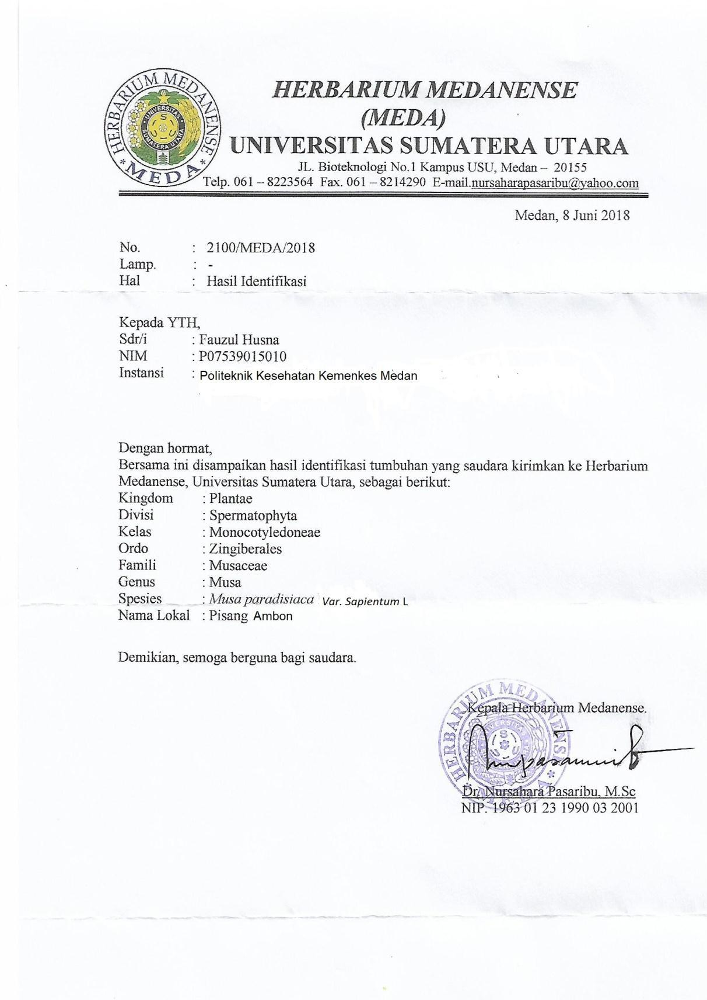 HERBARIUM MEDANENSE
(MEDA)
UNIVERSITAS SUMATERA UTARA
JL. Bioteknologi No.1 Kampus USU, Medan – 20155
Telp. 061 – 8223564 Fax. 061 – 8214290 E-mail.nursaharapasaribu@yahoo.com
HERBARIUM MEDANENSE
* MEDA *
UNIVERSITAS
SUMATERA UTARA
Medan, 8 Juni 2018
No. : 2100/MEDA/2018
Lamp. : -
Hal : Hasil Identifikasi
Kepada YTH,
Sdr/i : Fauzul Husna
NIM : P07539015010
Instansi : Politeknik Kesehatan Kemenkes Medan
Dengan hormat,
Bersama ini disampaikan hasil identifikasi tumbuhan yang saudara kirimkan ke Herbarium
Medanense, Universitas Sumatera Utara, sebagai berikut:
Kingdom : Plantae
Divisi : Spermatophyta
Kelas : Monocotyledoneae
Ordo : Zingiberales
Famili : Musaceae
Genus : Musa
Spesies : Musa paradisiaca Var. Sapientum L
Nama Lokal : Pisang Ambon
Demikian, semoga berguna bagi saudara.
Kepala Herbarium Medanense.
HERBARIUM MEDANENSE
* MEDA *
Dr. Nursahara Pasaribu, M.Sc
NIP. 1963 01 23 1990 03 2001